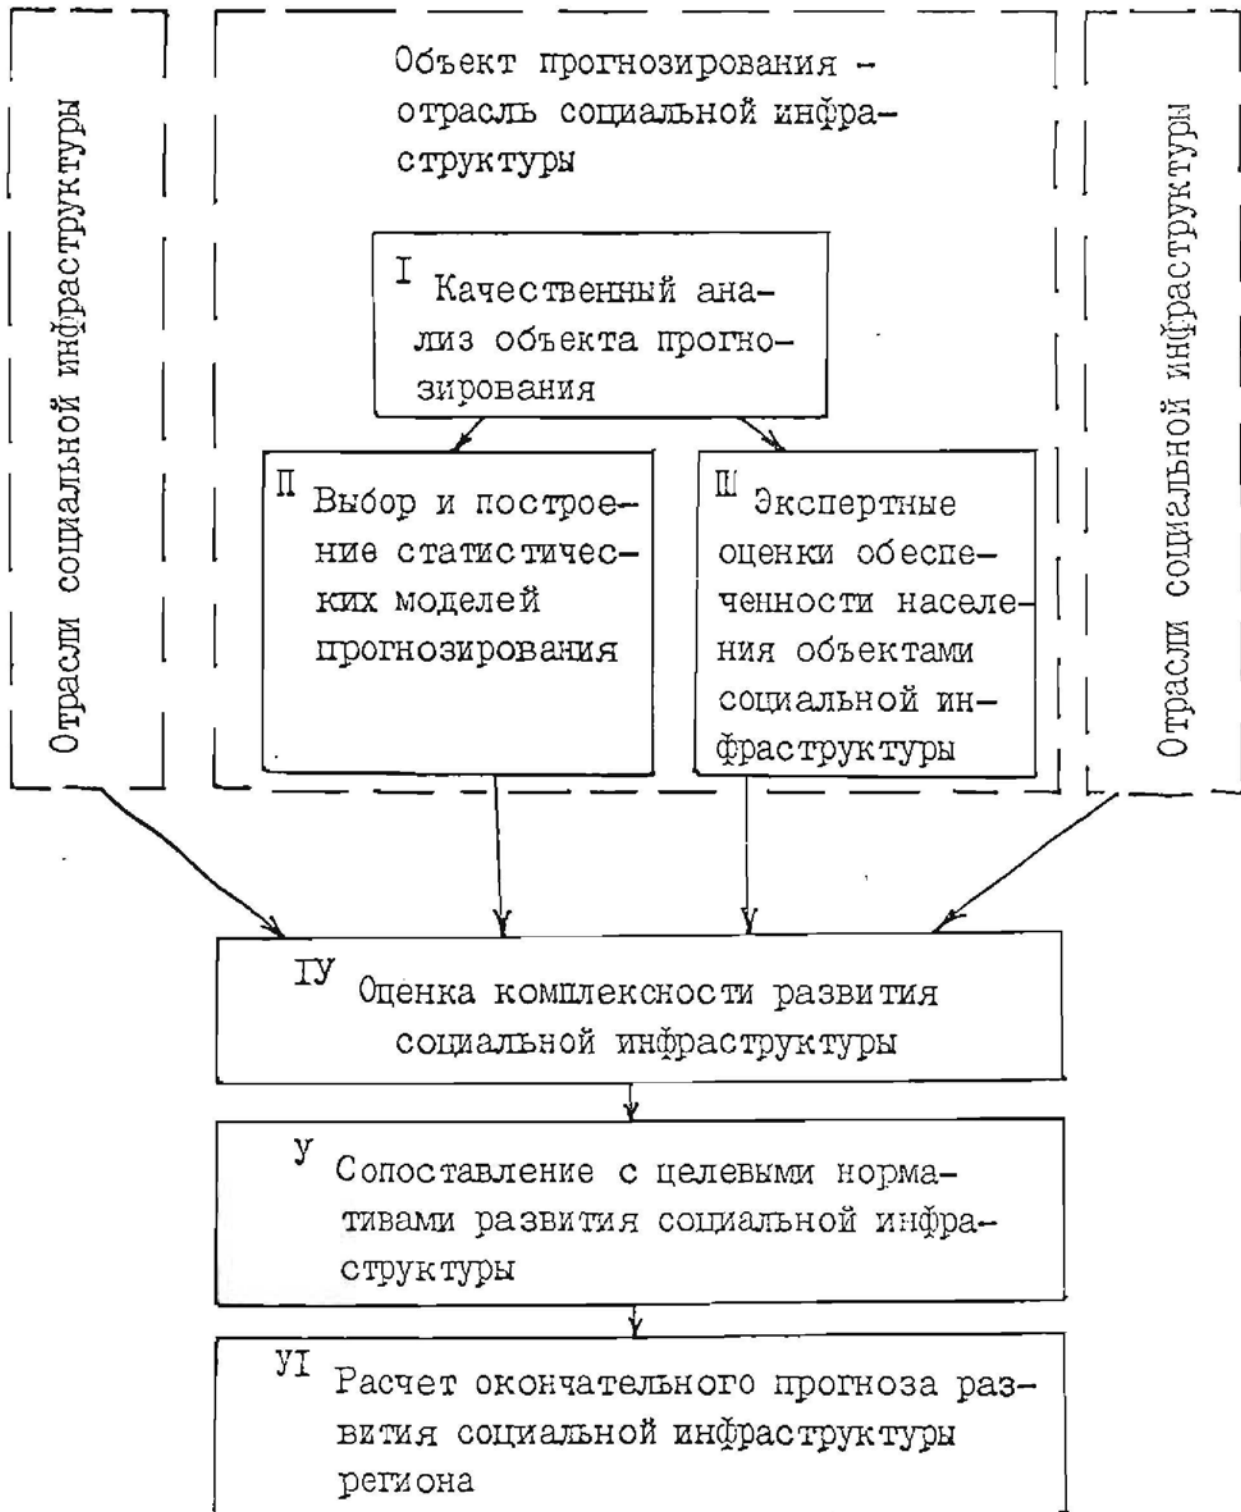 Отрасли социальной инфраструктуры
Объект прогнозирования –
отрасль социальной инфра-
структуры
I Качественный ана-
лиз объекта прогно-
зирования
П Выбор и построе-
ние статистичес-
ких моделей
прогнозирования
Ш Экспертные
оценки обеспе-
ченности населе-
ния объектами
социальной ин-
фраструктуры
Отрасли социальной инфраструктуры
IУ Оценка комплексности развития
социальной инфраструктуры
У Сопоставление с целевыми норма-
тивами развития социальной инфра-
структуры
УI Расчет окончательного прогноза раз-
вития социальной инфраструктуры
региона